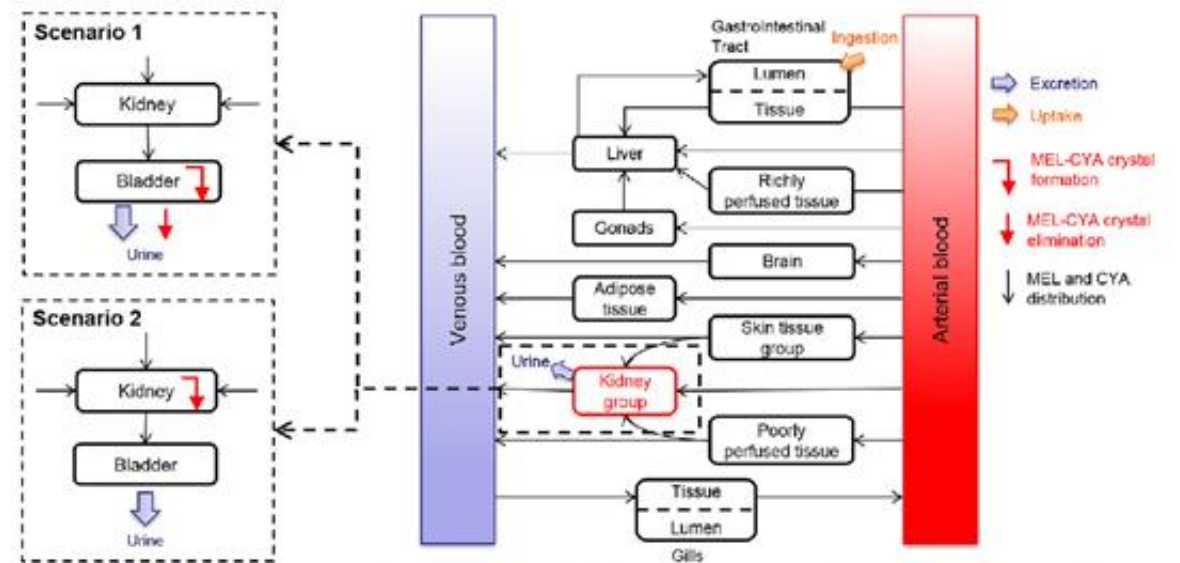 Scenario 1
Kidney
Bladder
Urine
Scenario 2
Kidney
Bladder
Urine
Venous blood
Gastrointestinal
Tract
Ingestion
Lumen
Tissue
Liver
Richly
perfused tissue
Gonads
Brain
Adipose
tissue
Skin tissue
group
Urine
Kidney
group
Poorly
perfused tissue
Tissue
Lumen
Gills
Arterial blood
Excretion
Uptake
MEL-CYA crystal
formation
MEL-CYA crystal
elimination
MEL and CYA
distribution